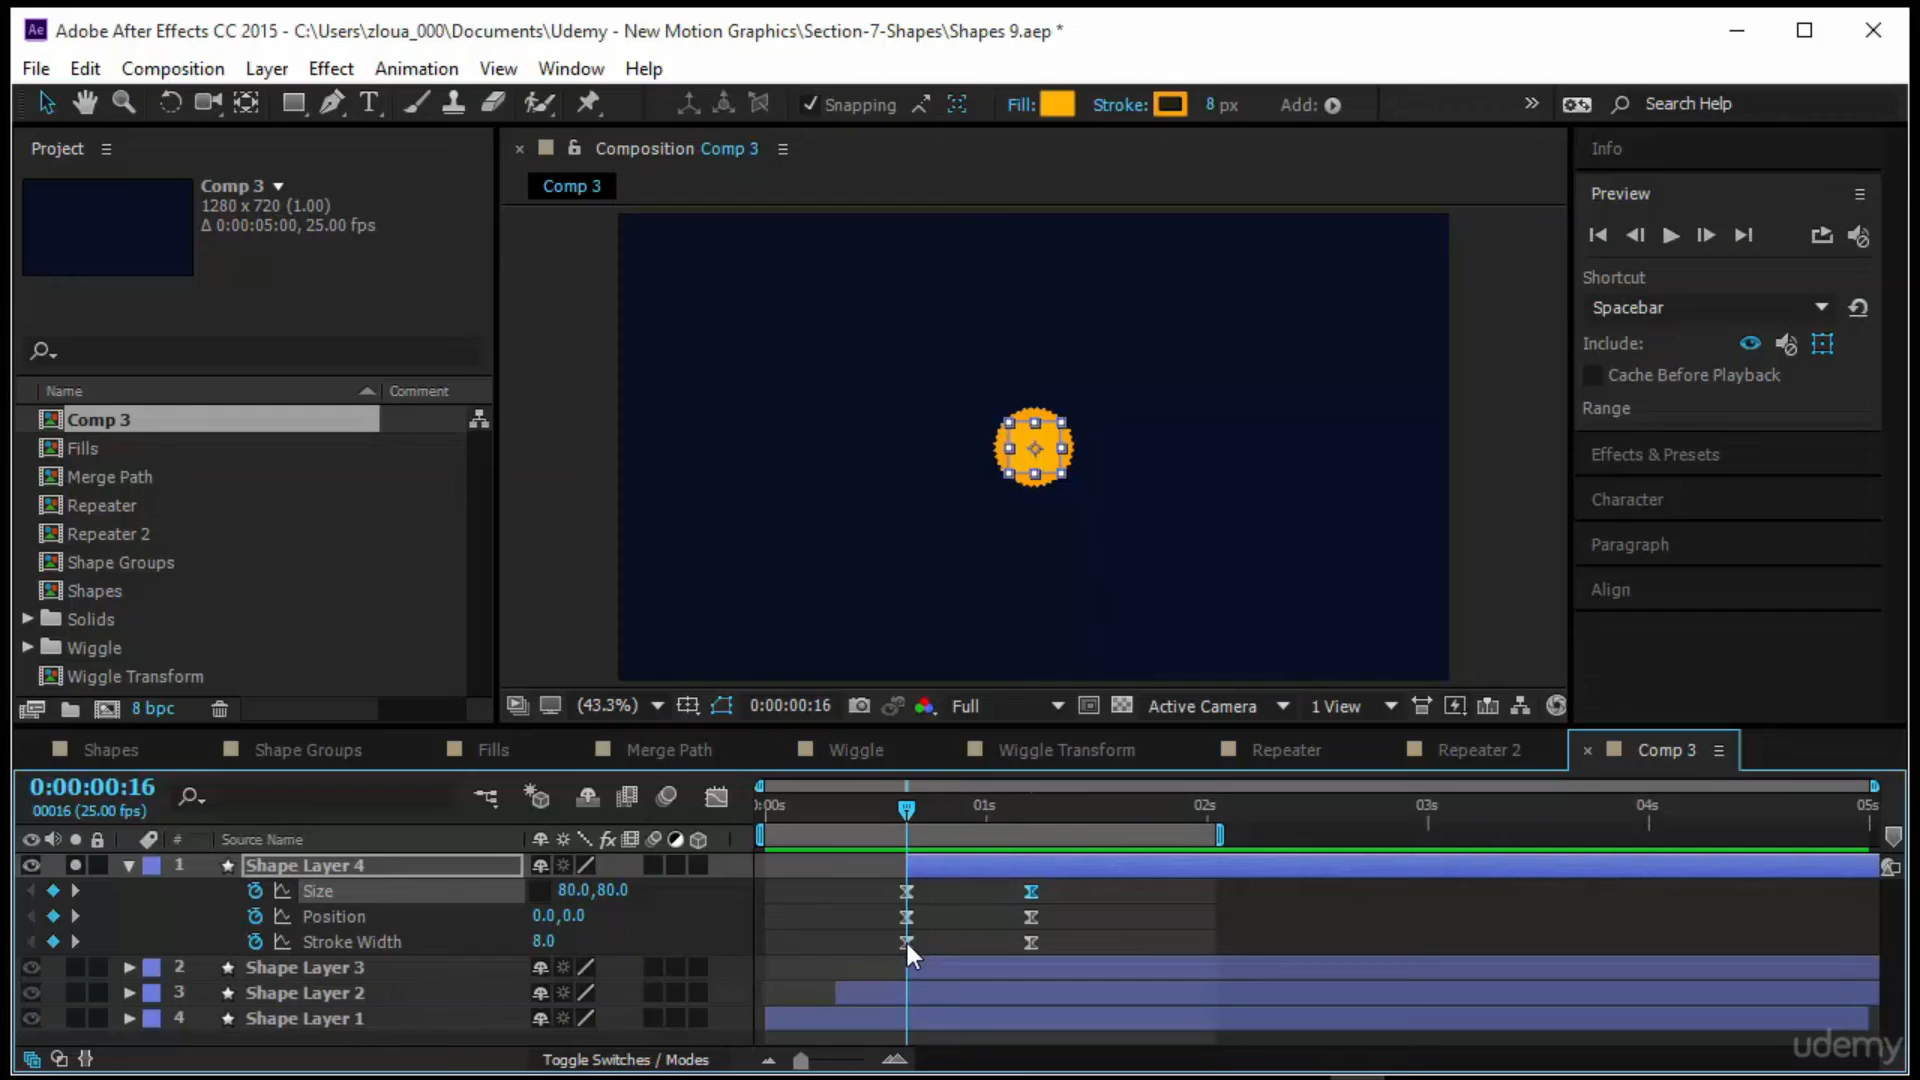 Ae Adobe After Effects CC 2015 - C:\Users\zloua_000\Documents\Udemy - New Motion Graphics\Section-7-Shapes\Shapes 9.aep *
File Edit Composition Layer Effect Animation View Window Help
T Snapping Fill: Stroke: 8 px Add: Search Help
Project
Comp 3
1280 x 720 (1.00)
Δ 0:00:05:00, 25.00 fps
Name Comment
Comp 3
Fills
Merge Path
Repeater
Repeater 2
Shape Groups
Shapes
Solids
Wiggle
Wiggle Transform
8 bpc
Composition Comp 3
Comp 3
(43.3%) 0:00:00:16 Full Active Camera 1 View
Info
Preview
Shortcut
Spacebar
Include:
Cache Before Playback
Range
Effects & Presets
Character
Paragraph
Align
Shapes Shape Groups Fills Merge Path Wiggle Wiggle Transform Repeater Repeater 2 Comp 3
0:00:00:16
00016 (25.00 fps)
:00s 01s 02s 03s 04s 05s
# Source Name fx
1 Shape Layer 4
Size 80.0,80.0
Position 0.0,0.0
Stroke Width 8.0
2 Shape Layer 3
3 Shape Layer 2
4 Shape Layer 1
Toggle Switches / Modes
udemy